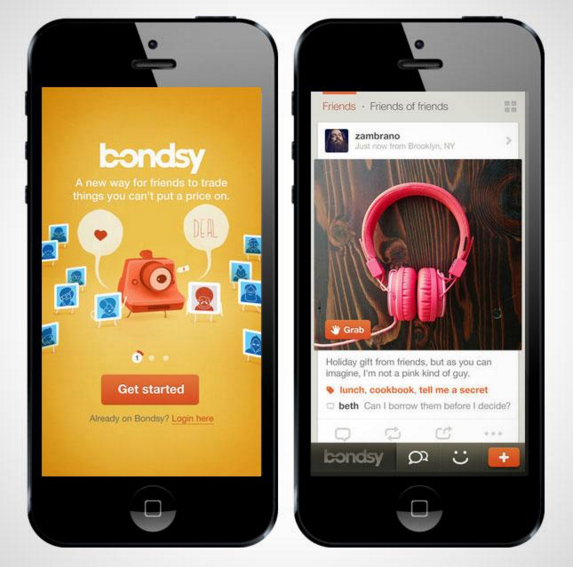 bondsy
A new way for friends to trade
things you can't put a price on.
DEAL
1
Get started
Already on Bondsy? Login here
Friends · Friends of friends
zambrano
Just now from Brooklyn, NY
Grab
Holiday gift from friends, but as you can
imagine, I'm not a pink kind of guy.
lunch, cookbook, tell me a secret
beth Can I borrow them before I decide?
bondsy